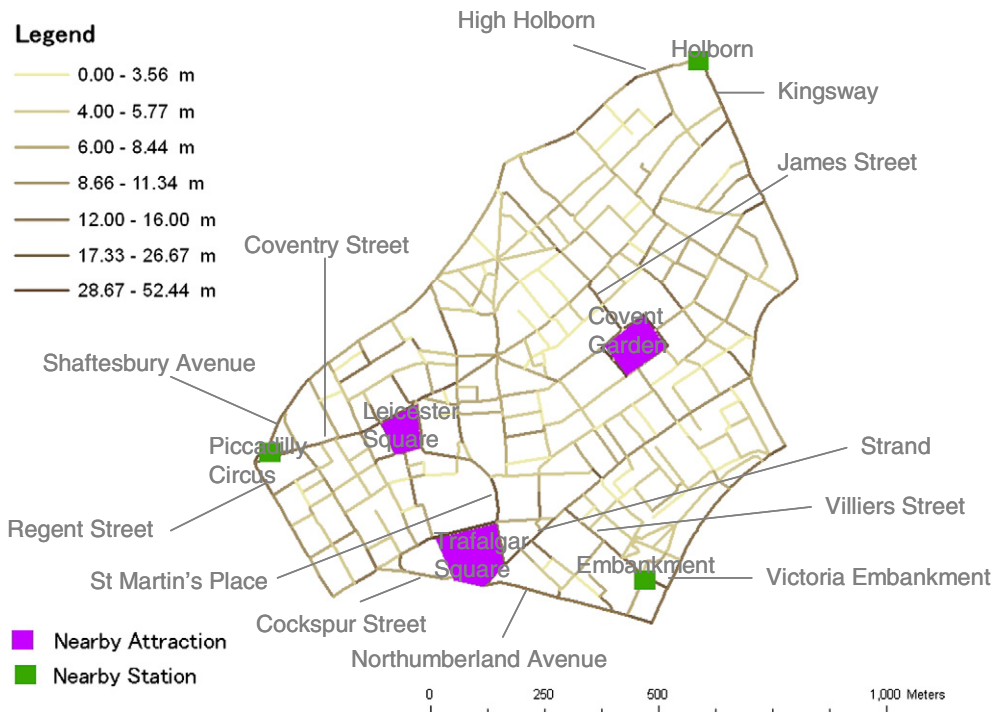 High Holborn
Legend
Holborn
0.00 - 3.56 m
Kingsway
4.00 - 5.77 m
6.00 - 8.44 m
James Street
8.66 - 11.34 m
12.00 - 16.00 m
Coventry Street
17.33 - 26.67 m
28.67 - 52.44 m
Covent
Garden
Shaftesbury Avenue
Leicester
Square
Piccadilly
Circus
Strand
Villiers Street
Regent Street
Trafalgar
Square
Embankment
St Martin's Place
Victoria Embankment
Cockspur Street
Nearby Attraction
Northumberland Avenue
Nearby Station
0 250 500 1,000 Meters